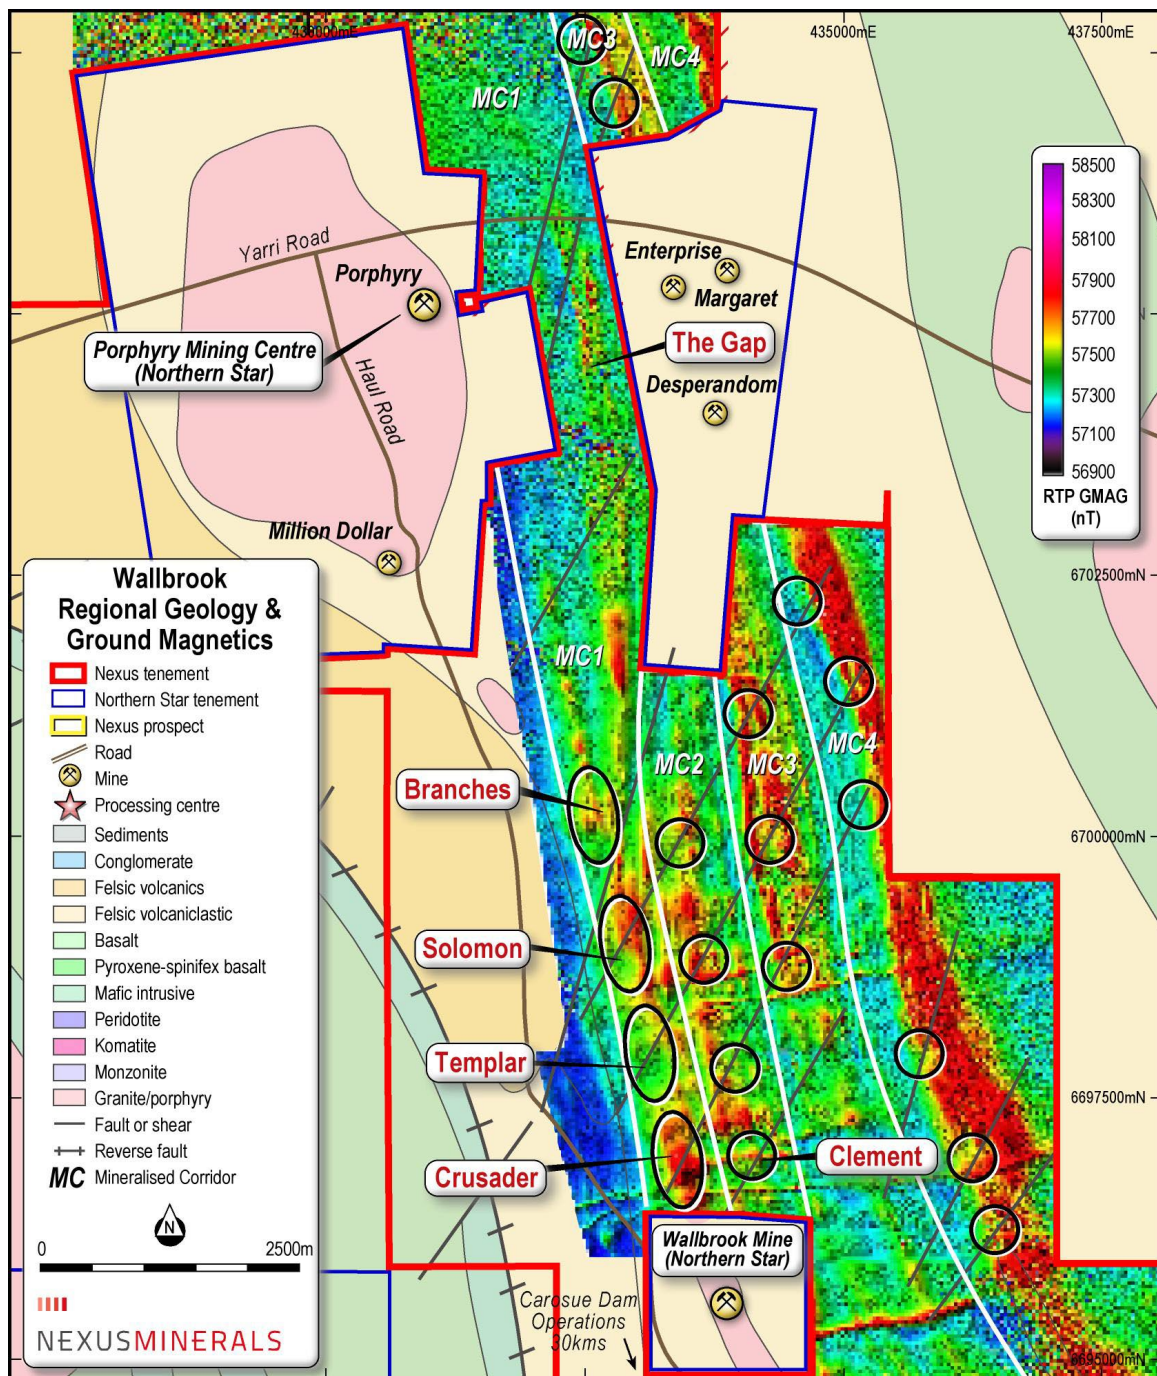 430000mE
435000mE
437500mE
MC3
MC4
MC1
58500
58300
58100
57900
57700
57500
57300
57100
56900
RTP GMAG
(nT)
Yarri Road
Porphyry
Enterprise
Margaret
The Gap
Porphyry Mining Centre
(Northern Star)
Haul Road
Desperandom
Million Dollar
6702500mN
Wallbrook
Regional Geology &
Ground Magnetics
Nexus tenement
Northern Star tenement
Nexus prospect
Road
Mine
Processing centre
Sediments
Conglomerate
Felsic volcanics
Felsic volcaniclastic
Basalt
Pyroxene-spinifex basalt
Mafic intrusive
Peridotite
Komatite
Monzonite
Granite/porphyry
Fault or shear
Reverse fault
MC Mineralised Corridor
N
0 2500m
NEXUSMINERALS
MC1
MC2
MC3
MC4
Branches
6700000mN
Solomon
Templar
6697500mN
Crusader
Clement
Wallbrook Mine
(Northern Star)
Carosue Dam
Operations
30kms
6695000mN